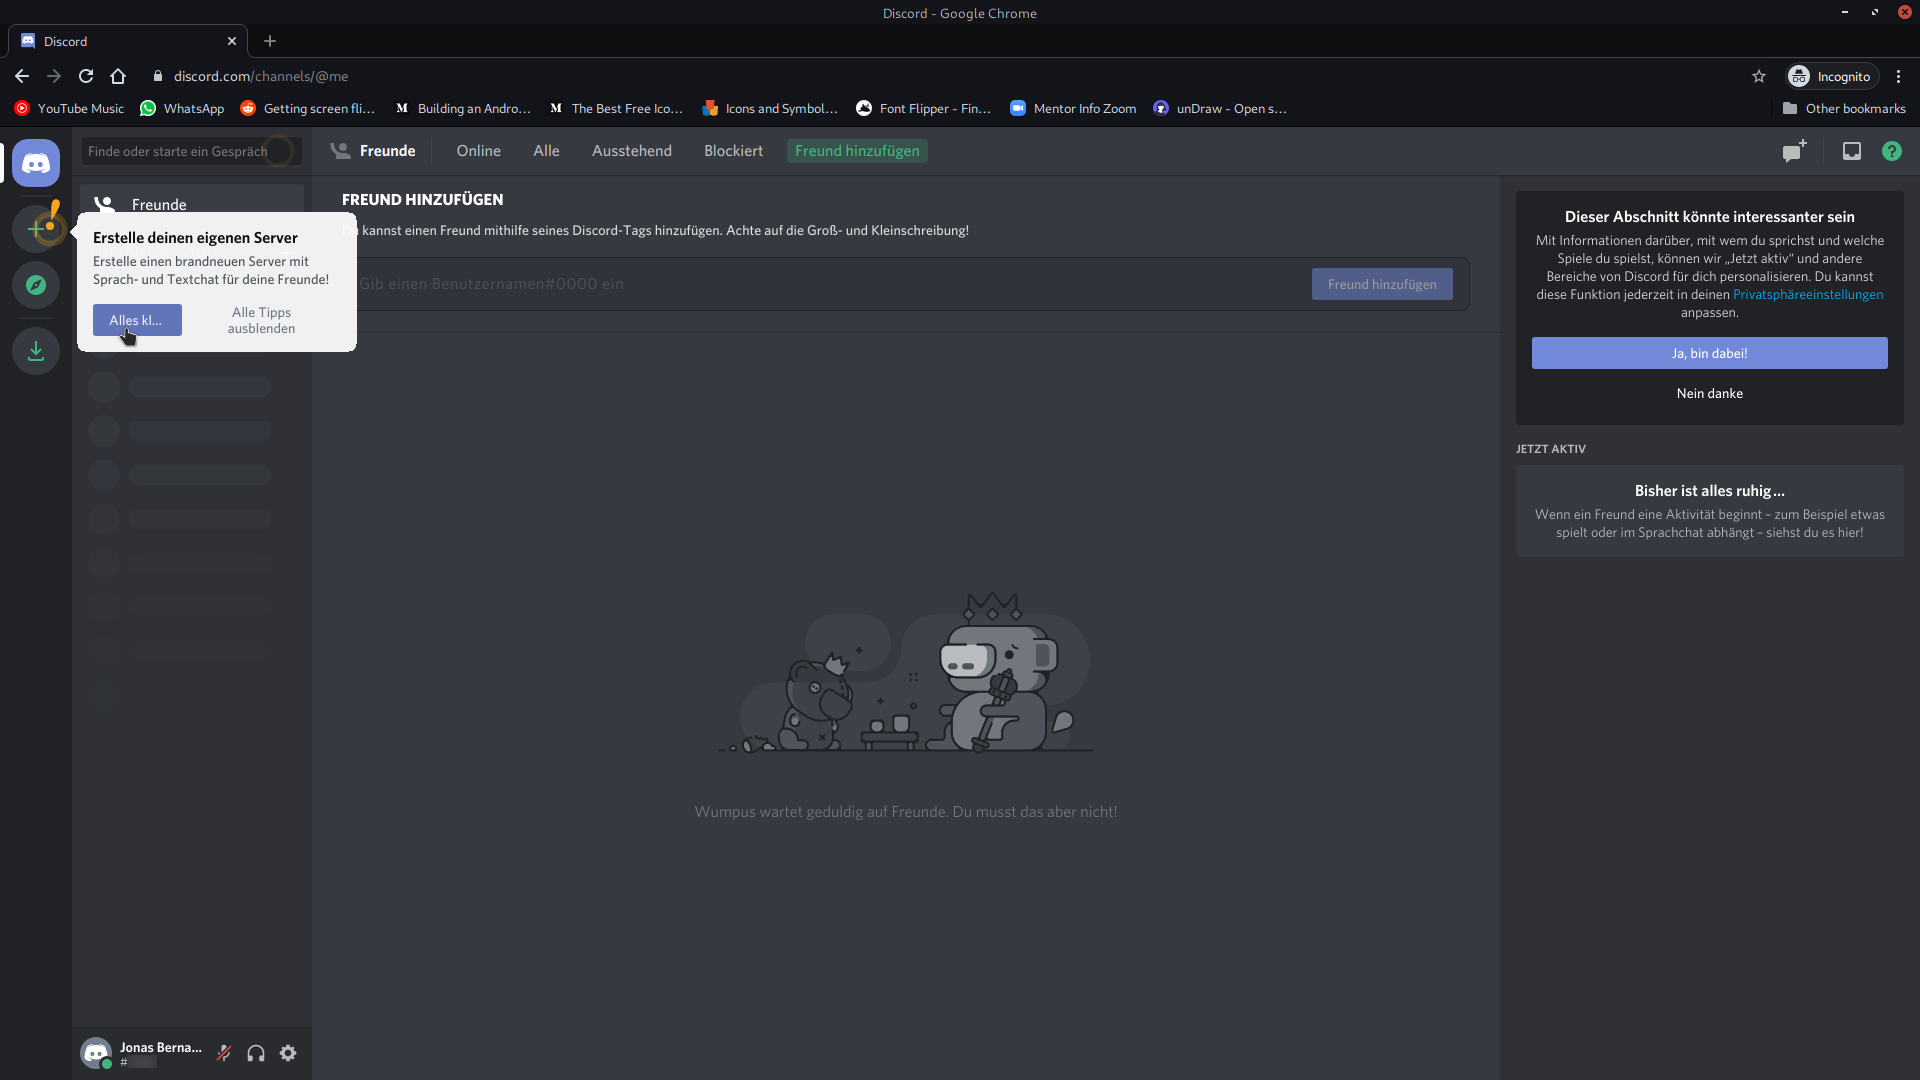 Discord - Google Chrome
Discord
discord.com/channels/@me
Incognito
YouTube Music
WhatsApp
Getting screen fli...
Building an Andro...
The Best Free Ico...
Icons and Symbol...
Font Flipper - Fin...
Mentor Info Zoom
unDraw - Open s...
Other bookmarks
Finde oder starte ein Gespräch
Freunde
Online
Alle
Ausstehend
Blockiert
Freund hinzufügen
Freunde
Erstelle deinen eigenen Server
Erstelle einen brandneuen Server mit
Sprach- und Textchat für deine Freunde!
Alles kl...
Alle Tipps
ausblenden
FREUND HINZUFÜGEN
kannst einen Freund mithilfe seines Discord-Tags hinzufügen. Achte auf die Groß- und Kleinschreibung!
Gib einen Benutzernamen#0000 ein
Freund hinzufügen
Wumpus wartet geduldig auf Freunde. Du musst das aber nicht!
Dieser Abschnitt könnte interessanter sein
Mit Informationen darüber, mit wem du sprichst und welche
Spiele du spielst, können wir „Jetzt aktiv“ und andere
Bereiche von Discord für dich personalisieren. Du kannst
diese Funktion jederzeit in deinen Privatsphäreeinstellungen
anpassen.
Ja, bin dabei!
Nein danke
JETZT AKTIV
Bisher ist alles ruhig...
Wenn ein Freund eine Aktivität beginnt – zum Beispiel etwas
spielt oder im Sprachchat abhängt – siehst du es hier!
Jonas Berna...
#